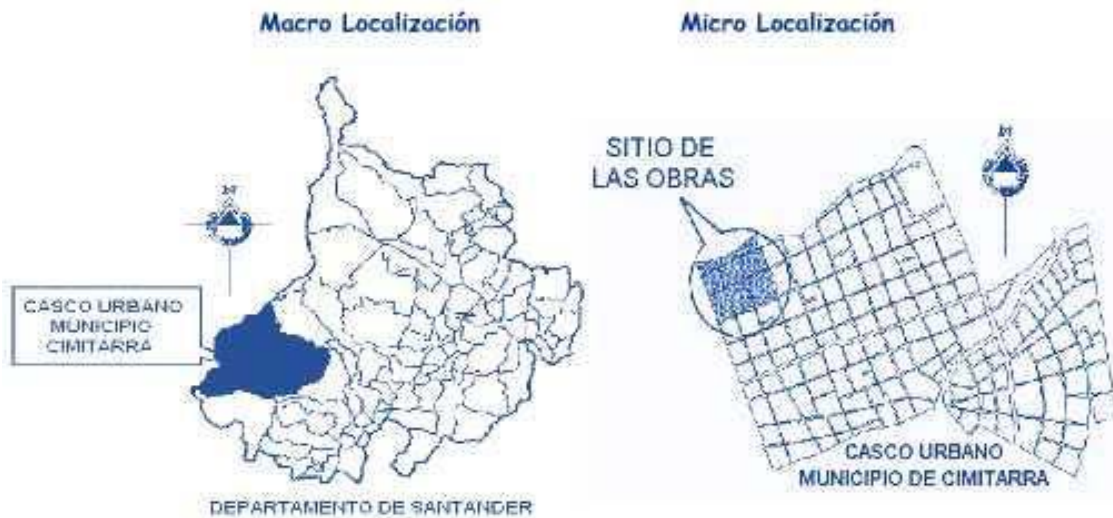 Macro Localización
Micro Localización
SITIO DE
LAS OBRAS
CASCO URBANO
MUNICIPIO
CIMITARRA
CASCO URBANO
MUNICIPIO DE CIMITARRA
DEPARTAMENTO DE SANTANDER